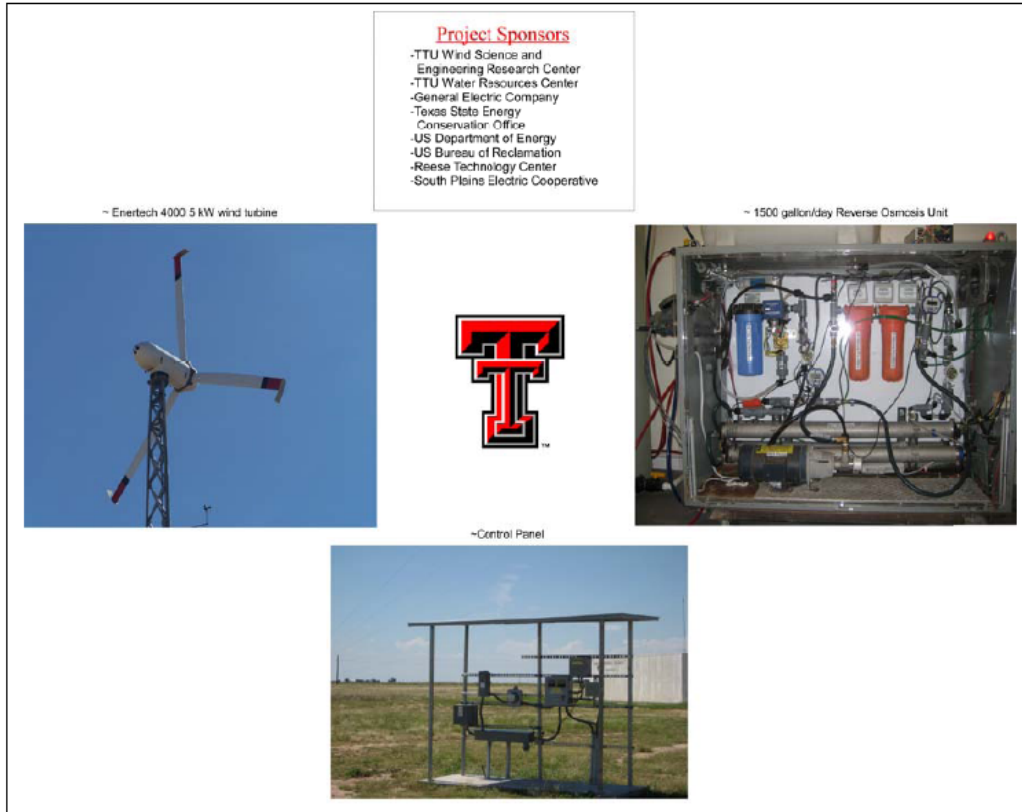 Project Sponsors
-TTU Wind Science and
Engineering Research Center
-TTU Water Resources Center
-General Electric Company
-Texas State Energy
Conservation Office
-US Department of Energy
-US Bureau of Reclamation
-Reese Technology Center
-South Plains Electric Cooperative
~ Enertech 4000 5 kW wind turbine
~ 1500 gallon/day Reverse Osmosis Unit
TT
TM
~Control Panel